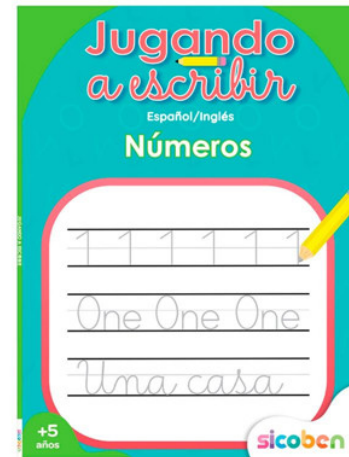 Jugando
a escribir
Español/Inglés
Números
1 1 1 1 1 1
One One One
Una casa
+5
años
sicoben